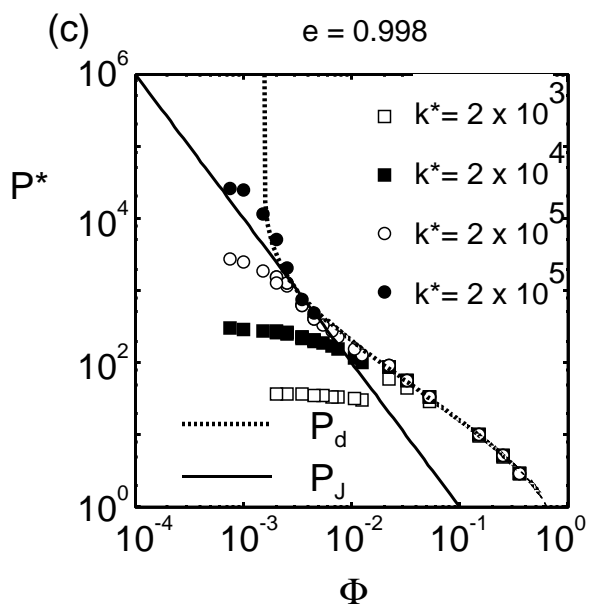 (c) e = 0.998
10^6
k* = 2 x 10^3
P*
k* = 2 x 10^4
10^4
k* = 2 x 10^5
k* = 2 x 10^5
10^2
P_d
P_J
10^0
10^-4 10^-3 10^-2 10^-1 10^0
Φ